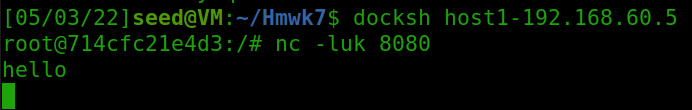 [05/03/22]seed@VM:~/Hmwk7$ docksh host1-192.168.60.5
root@714cfc21e4d3:/# nc -luk 8080
hello